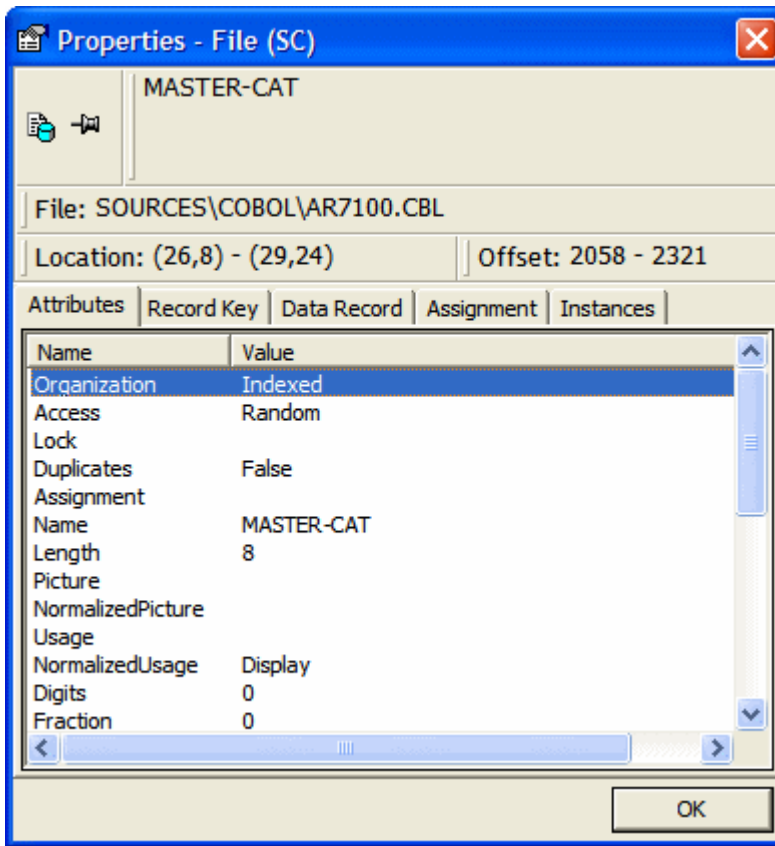 Properties - File (SC)
MASTER-CAT
File: SOURCES\COBOL\AR7100.CBL
Location: (26,8) - (29,24) Offset: 2058 - 2321
Attributes Record Key Data Record Assignment Instances
Name Value
Organization Indexed
Access Random
Lock
Duplicates False
Assignment
Name MASTER-CAT
Length 8
Picture
NormalizedPicture
Usage
NormalizedUsage Display
Digits 0
Fraction 0
OK